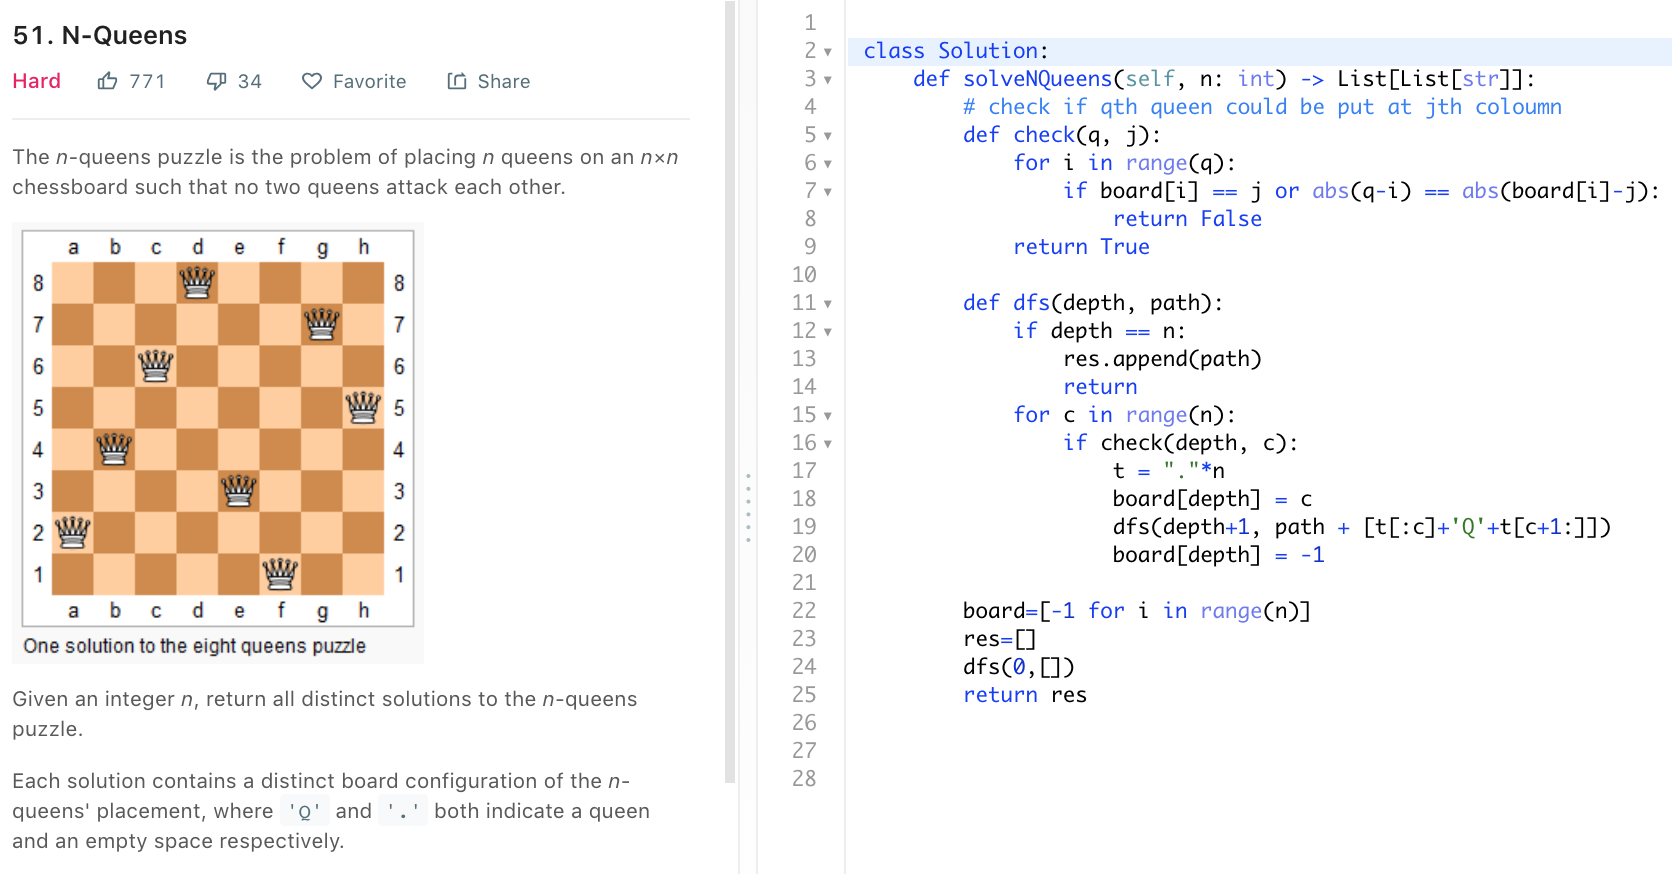 51. N-Queens
Hard 771 34 Favorite Share
The n-queens puzzle is the problem of placing n queens on an n×n
chessboard such that no two queens attack each other.
a b c d e f g h
8 8
7 7
6 6
5 5
4 4
3 3
2 2
1 1
a b c d e f g h
One solution to the eight queens puzzle
Given an integer n, return all distinct solutions to the n-queens
puzzle.
Each solution contains a distinct board configuration of the n-
queens' placement, where 'Q' and '.' both indicate a queen
and an empty space respectively.
1
2 class Solution:
3     def solveNQueens(self, n: int) -> List[List[str]]:
4         # check if qth queen could be put at jth coloumn
5         def check(q, j):
6             for i in range(q):
7                 if board[i] == j or abs(q-i) == abs(board[i]-j):
8                     return False
9             return True
10
11         def dfs(depth, path):
12             if depth == n:
13                 res.append(path)
14                 return
15             for c in range(n):
16                 if check(depth, c):
17                     t = "."*n
18                     board[depth] = c
19                     dfs(depth+1, path + [t[:c]+'Q'+t[c+1:]])
20                     board[depth] = -1
21
22         board=[-1 for i in range(n)]
23         res=[]
24         dfs(0,[])
25         return res
26
27
28